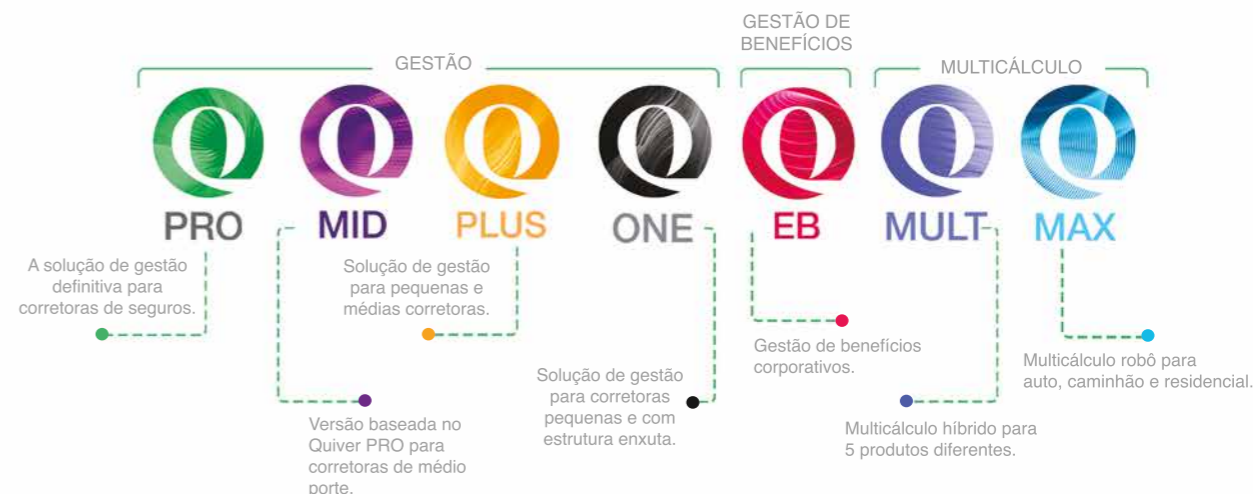 GESTÃO
GESTÃO DE
BENEFÍCIOS
MULTICÁLCULO
PRO
MID
PLUS
ONE
EB
MULT
MAX
A solução de gestão
definitiva para
corretoras de seguros.
Versão baseada no
Quiver PRO para
corretoras de médio
porte.
Solução de gestão
para pequenas e
médias corretoras.
Solução de gestão
para corretoras
pequenas e com
estrutura enxuta.
Gestão de benefícios
corporativos.
Multicálculo híbrido para
5 produtos diferentes.
Multicálculo robô para
auto, caminhão e residencial.